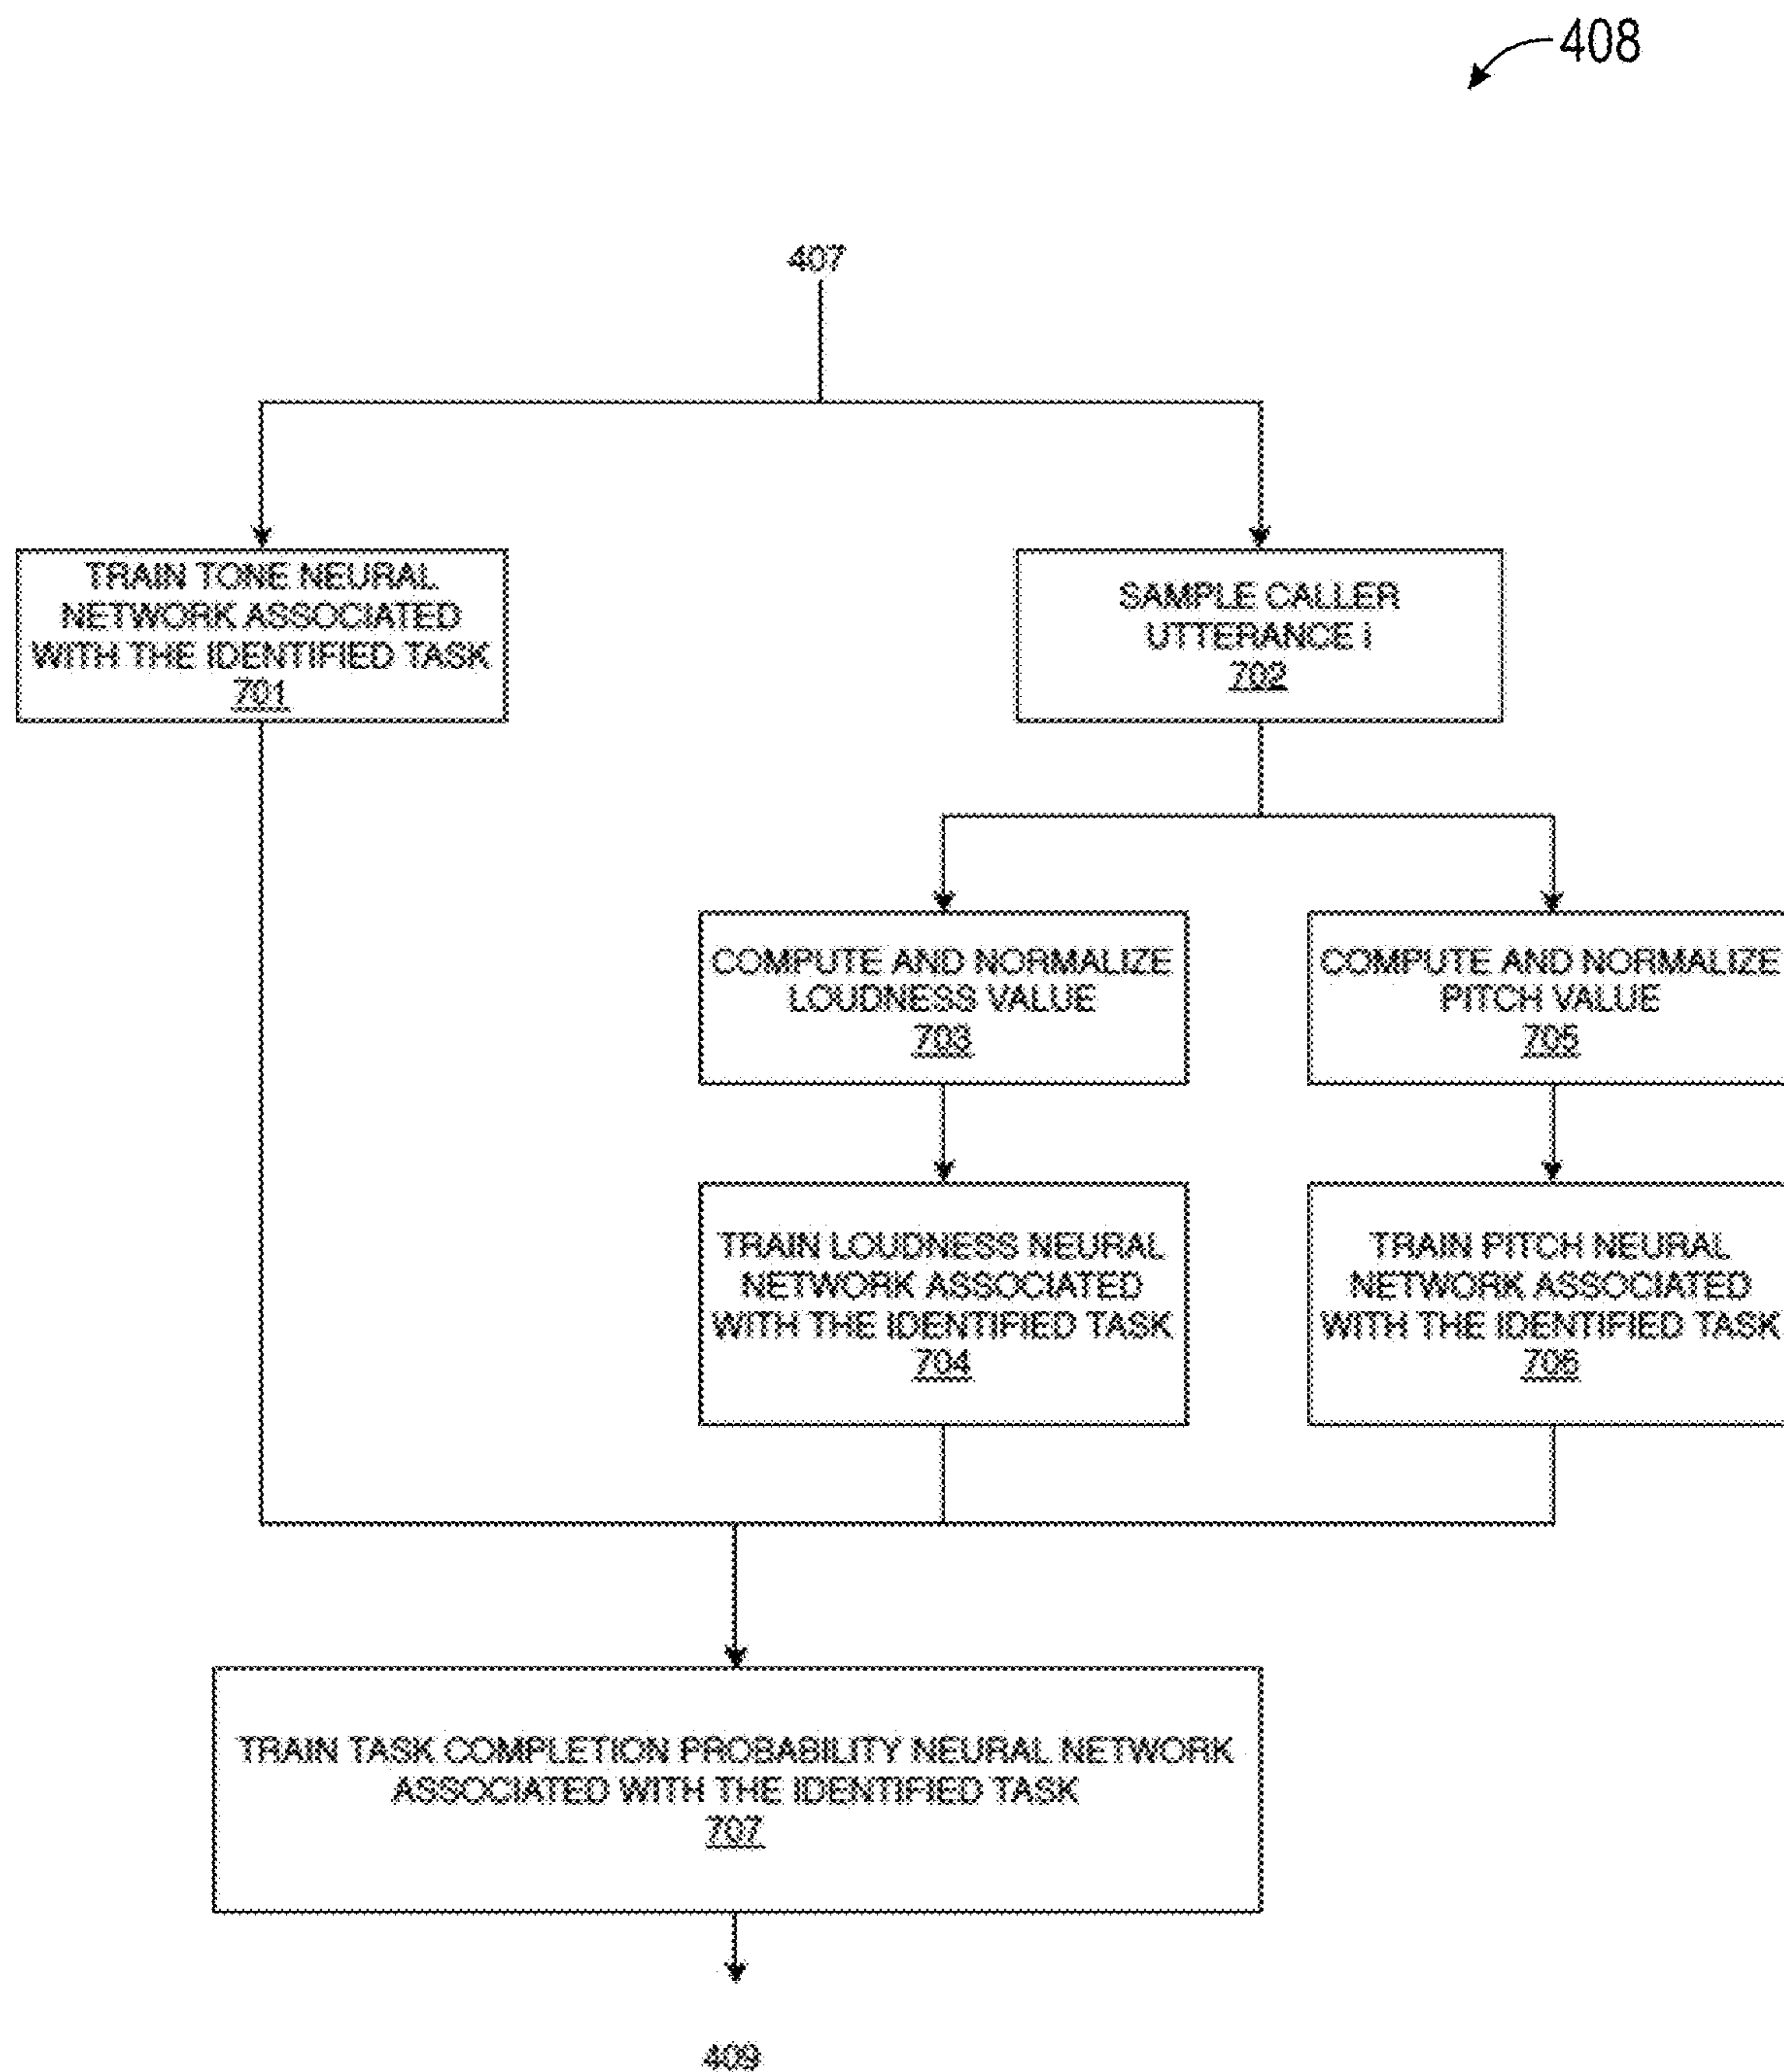 408
407
TRAIN TONE NEURAL
NETWORK ASSOCIATED
WITH THE IDENTIFIED TASK
701
SAMPLE CALLER
UTTERANCE i
702
COMPUTE AND NORMALIZE
LOUDNESS VALUE
703
COMPUTE AND NORMALIZE
PITCH VALUE
705
TRAIN LOUDNESS NEURAL
NETWORK ASSOCIATED
WITH THE IDENTIFIED TASK
704
TRAIN PITCH NEURAL
NETWORK ASSOCIATED
WITH THE IDENTIFIED TASK
706
TRAIN TASK COMPLETION PROBABILITY NEURAL NETWORK
ASSOCIATED WITH THE IDENTIFIED TASK
707
409